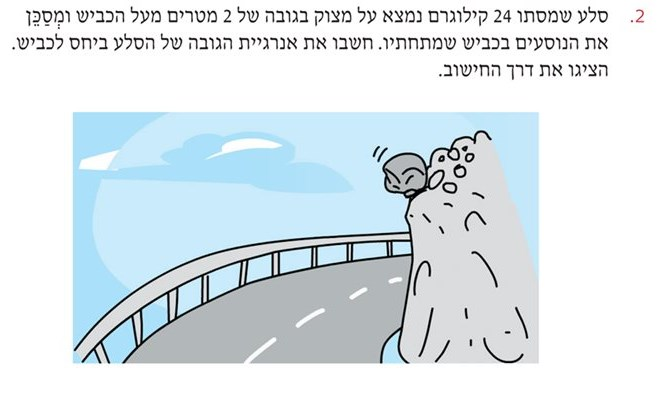 2. סלע שמסתו 24 קילוגרם נמצא על מצוק בגובה של 2 מטרים מעל הכביש ומְסַכֵּן
את הנוסעים בכביש שמתחתיו. חשבו את אנרגיית הגובה של הסלע ביחס לכביש.
הציגו את דרך החישוב.